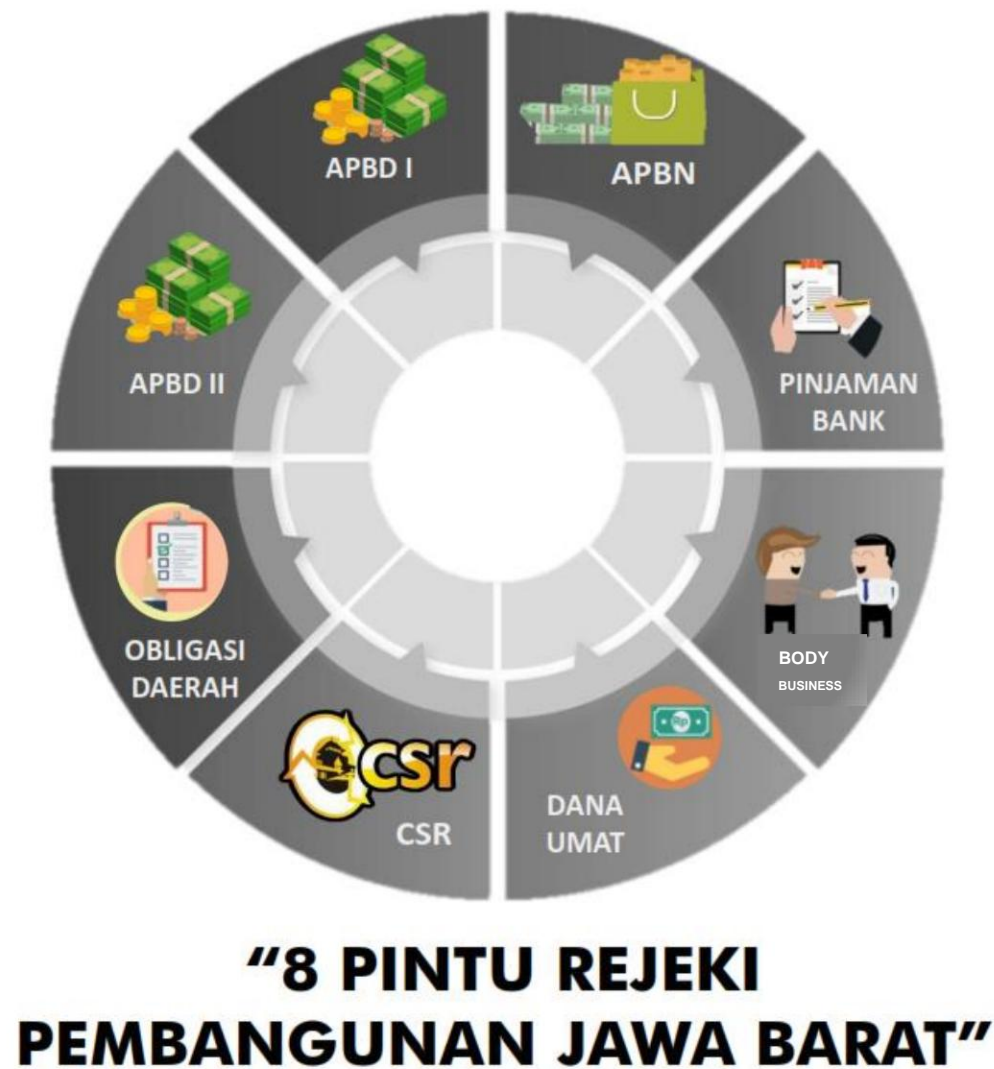 APBD I
APBN
PINJAMAN
BANK
BODY
BUSINESS
DANA
UMAT
csr
CSR
OBLIGASI
DAERAH
APBD II
"8 PINTU REJEKI
PEMBANGUNAN JAWA BARAT"